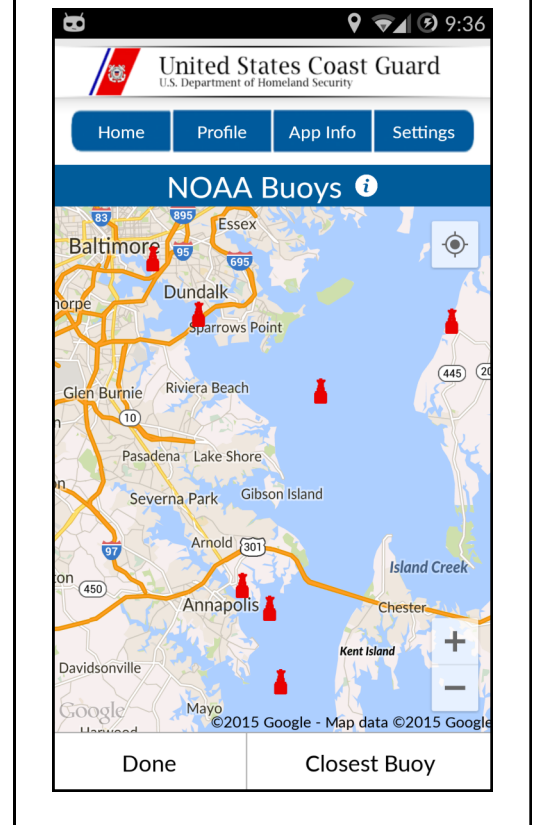 9:36
United States Coast Guard
U.S. Department of Homeland Security
Home Profile App Info Settings
NOAA Buoys i
83
895
Essex
Baltimore
95
695
Dundalk
horpe
Sparrows Point
445
20
Glen Burnie
Riviera Beach
10
Pasadena
Lake Shore
n
Severna Park
Gibson Island
Arnold
301
97
Island Creek
on
450
Annapolis
Chester
+
Kent Island
Davidsonville
−
Google
Mayo
©2015 Google - Map data ©2015 Google
Harwood
Done Closest Buoy